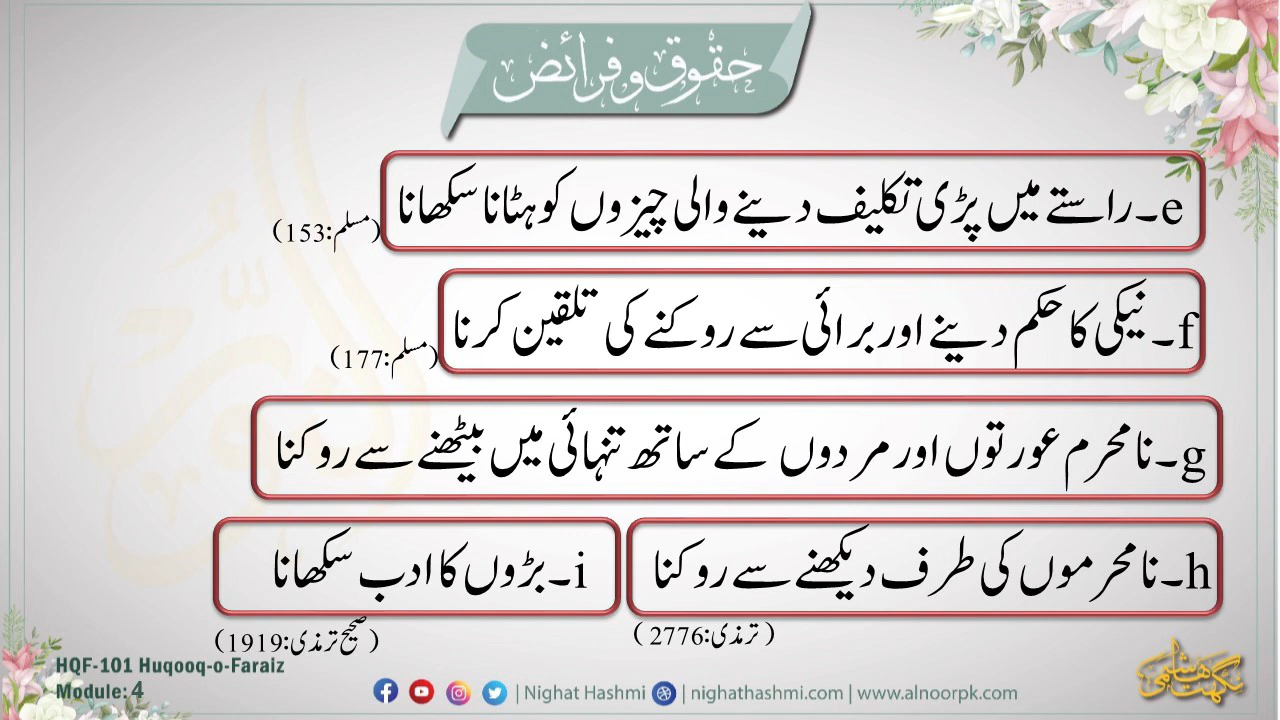 حقوق و فرائض
e۔راستے میں پڑی تکلیف دینے والی چیزوں کو ہٹانا سکھانا (مسلم:153)
f۔نیکی کا حکم دینے اور برائی سے روکنے کی تلقین کرنا (مسلم:177)
g۔نا محرم عورتوں اور مردوں کے ساتھ تنہائی میں بیٹھنے سے روکنا
h۔نامحرموں کی طرف دیکھنے سے روکنا (ترمذی:2776)
i۔بڑوں کا ادب سکھانا (صحیح ترمذی:1919)
HQF-101 Huqooq-o-Faraiz
Module: 4
| Nighat Hashmi | nighathashmi.com | www.alnoorpk.com
نگہت ہاشمی